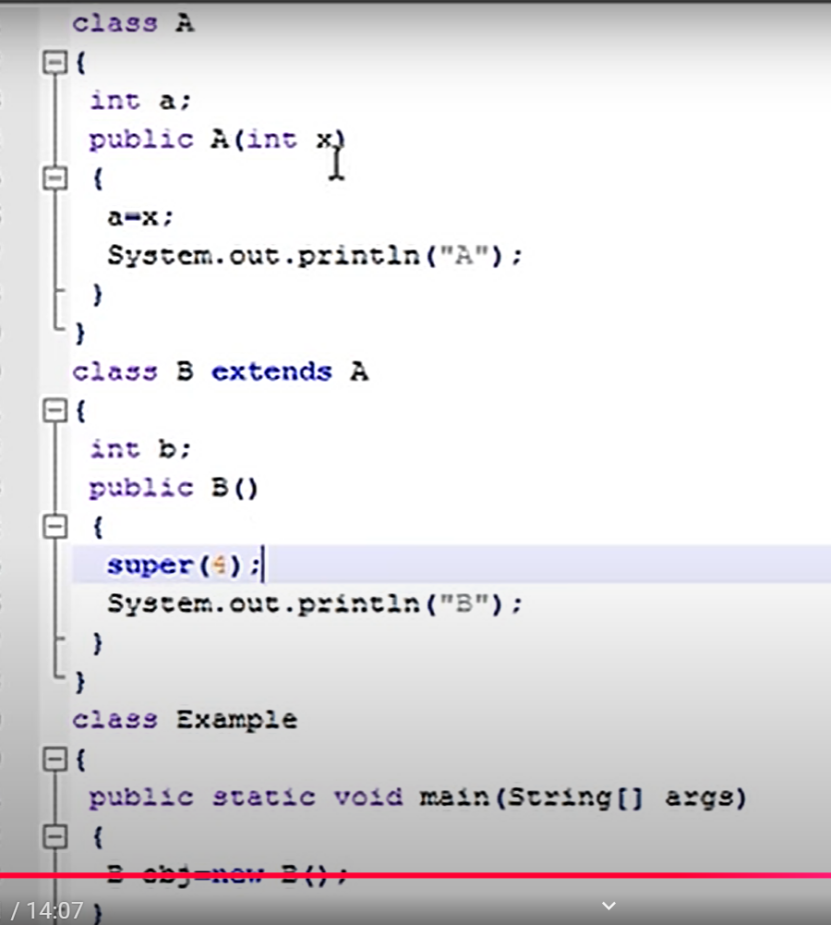 class A
{
int a;
public A(int x)
{
a=x;
System.out.println("A");
}
}
class B extends A
{
int b;
public B()
{
super(4);
System.out.println("B");
}
}
class Example
{
public static void main(String[] args)
{
B obj=new B();
/ 14:07 }